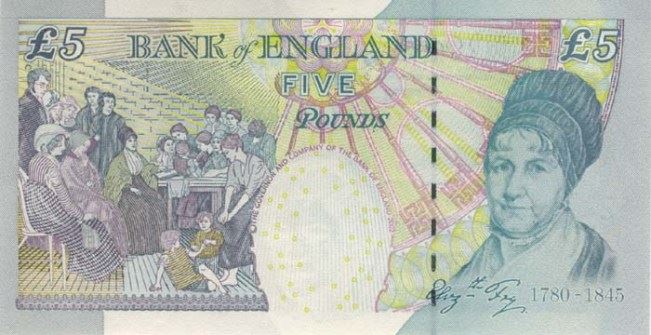 £5 BANK of ENGLAND £5
FIVE
POUNDS
© THE GOVERNOR AND COMPANY OF THE BANK OF ENGLAND
Eliz-th Fry
1780-1845